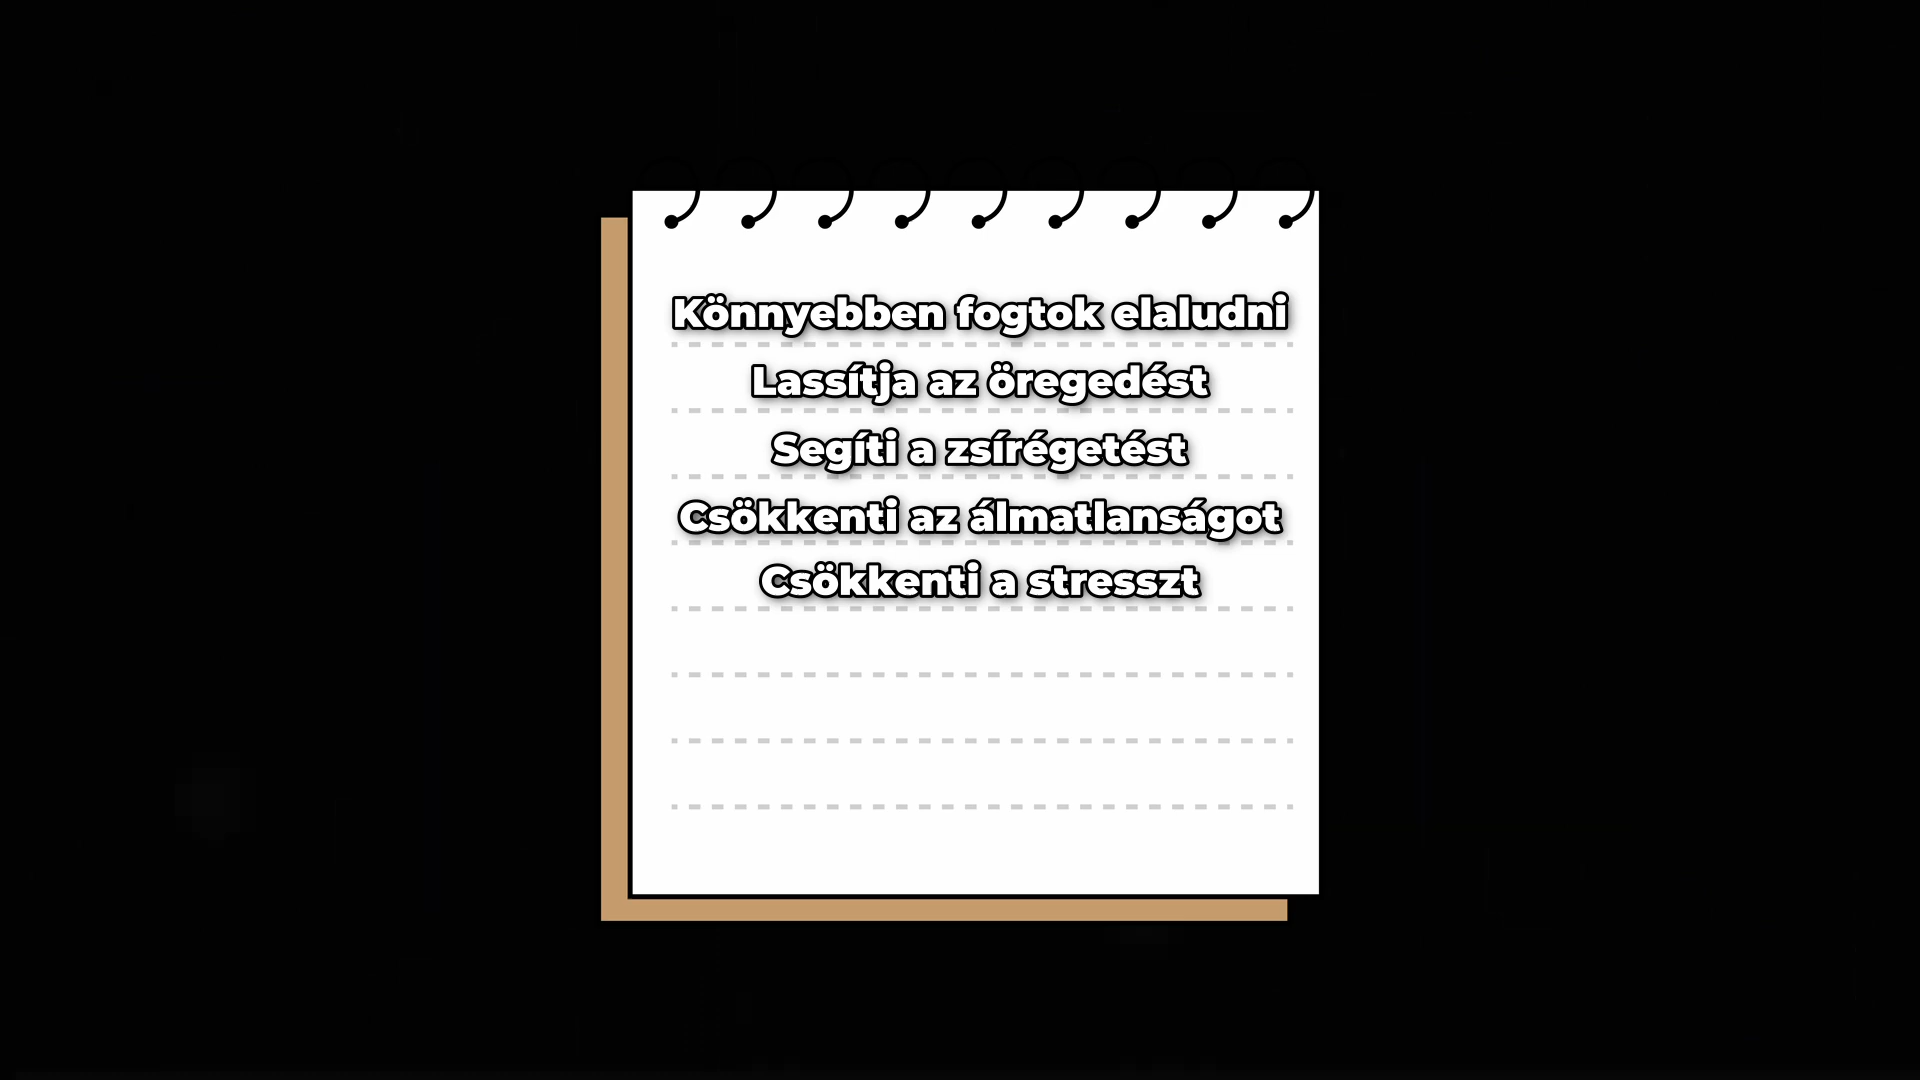 Könnyebben fogtok elaludni
Lassítja az öregedést
Segíti a zsírégetést
Csökkenti az álmatlanságot
Csökkenti a stresszt